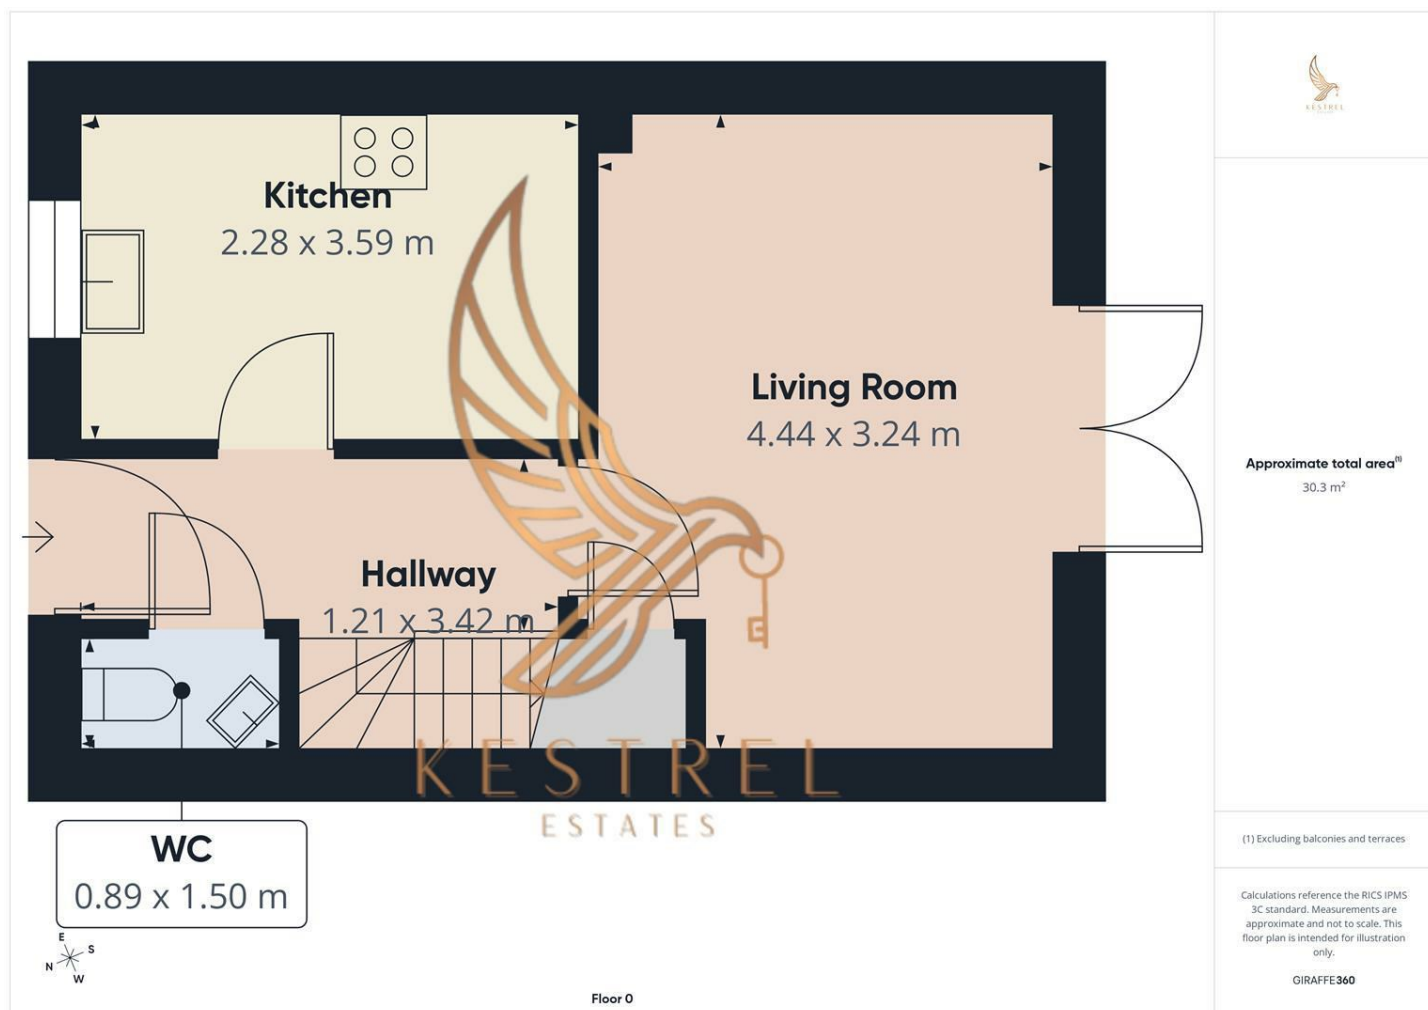 Kitchen
2.28 x 3.59 m
Living Room
4.44 x 3.24 m
Hallway
1.21 x 3.42 m
KESTREL
ESTATES
WC
0.89 x 1.50 m
E
S
N
W
Floor 0
KESTREL
Approximate total area(1)
30.3 m²
(1) Excluding balconies and terraces
Calculations reference the RICS IPMS
3C standard. Measurements are
approximate and not to scale. This
floor plan is intended for illustration
only.
GIRAFFE360